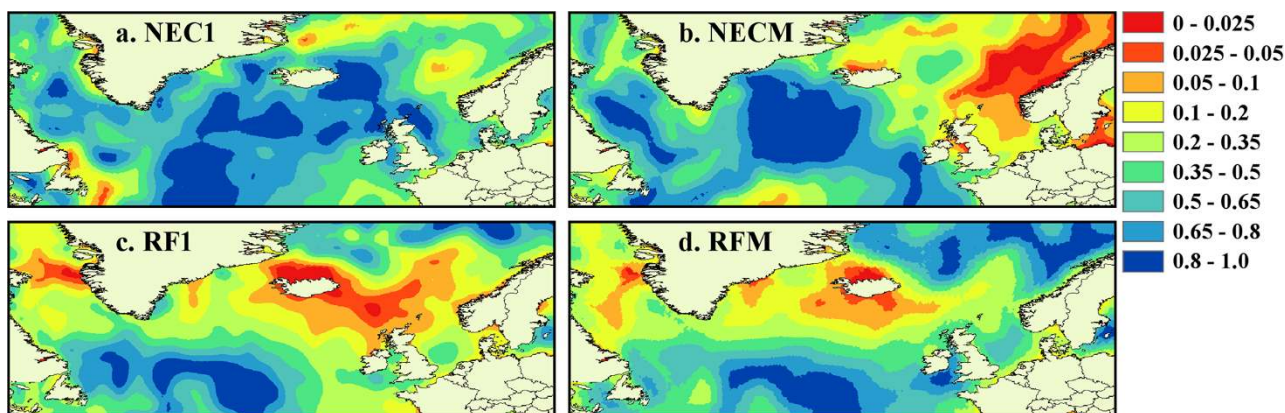 a. NEC1
b. NECM
c. RF1
d. RFM
0 - 0.025
0.025 - 0.05
0.05 - 0.1
0.1 - 0.2
0.2 - 0.35
0.35 - 0.5
0.5 - 0.65
0.65 - 0.8
0.8 - 1.0